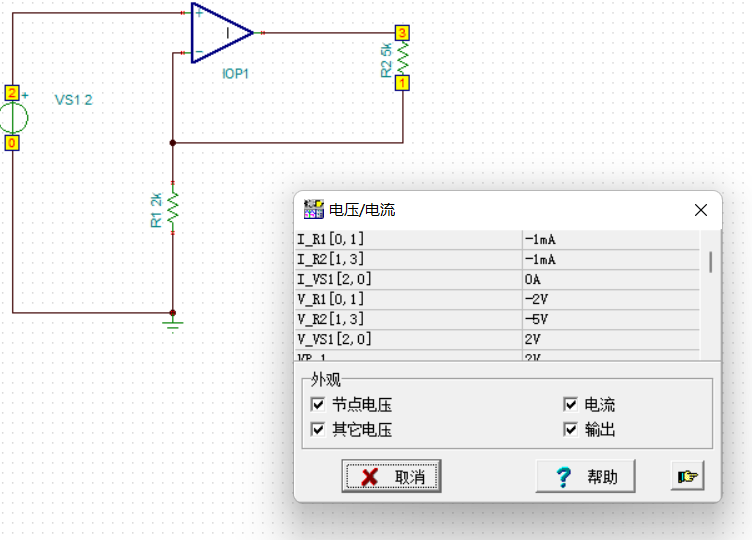 +
3
R2 5k
IOP1
1
2
+
VS1 2
0
R1 2k
电压/电流
I_R1[0,1] -1mA
I_R2[1,3] -1mA
I_VS1[2,0] 0A
V_R1[0,1] -2V
V_R2[1,3] -5V
V_VS1[2,0] 2V
VP_1 2V
外观
节点电压 电流
其它电压 输出
取消 ? 帮助